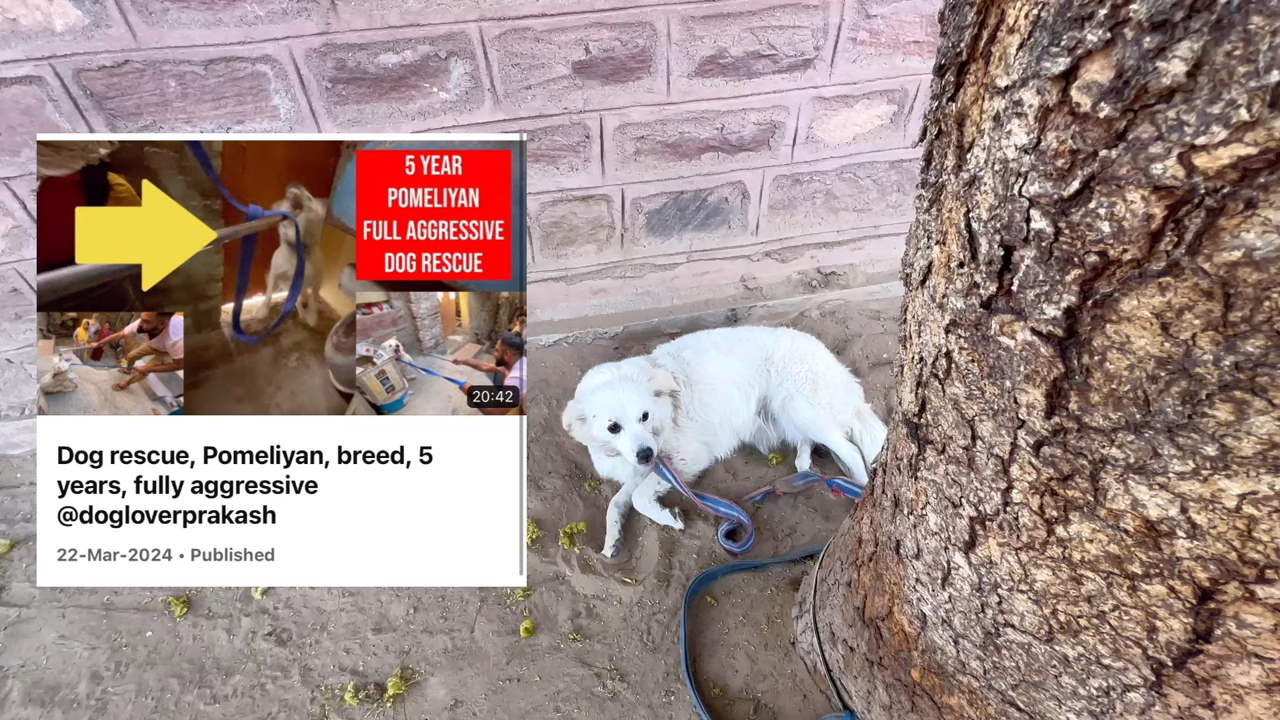 5 YEAR
POMELIYAN
FULL AGGRESSIVE
DOG RESCUE
20:42
Dog rescue, Pomeliyan, breed, 5
years, fully aggressive
@dogloverprakash
22-Mar-2024 • Published